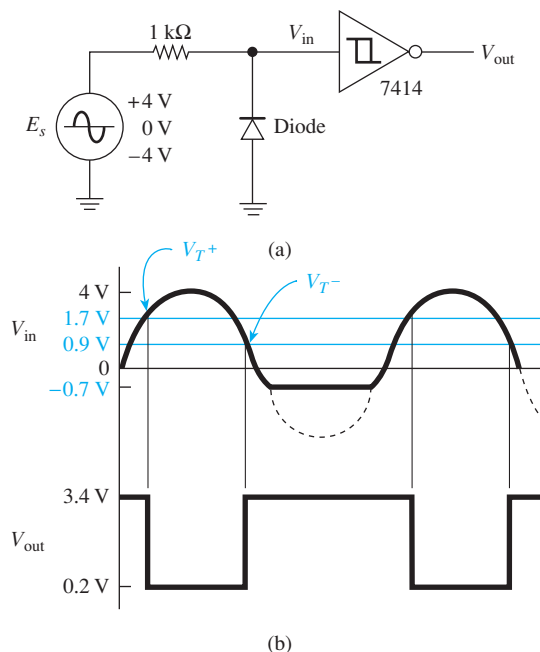 1 kΩ
V_in
V_out
7414
E_s
+4 V
0 V
−4 V
Diode
(a)
V_T+
V_T−
4 V
V_in
1.7 V
0.9 V
0
−0.7 V
3.4 V
V_out
0.2 V
(b)